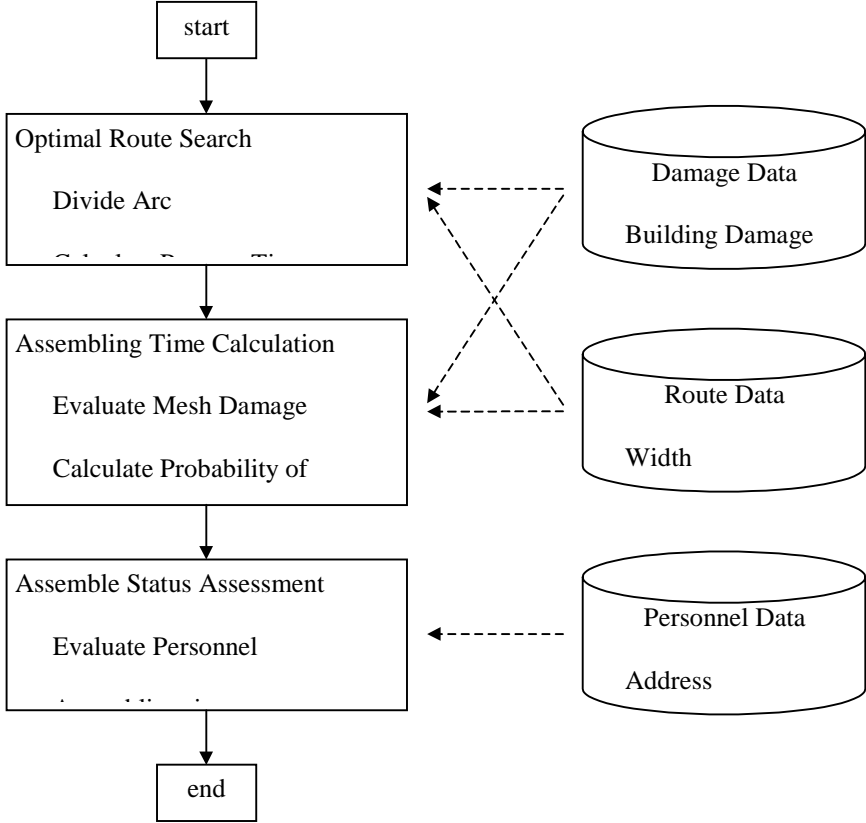 start
Optimal Route Search
Divide Arc
Assembling Time Calculation
Evaluate Mesh Damage
Calculate Probability of
Assemble Status Assessment
Evaluate Personnel
end
Damage Data
Building Damage
Route Data
Width
Personnel Data
Address